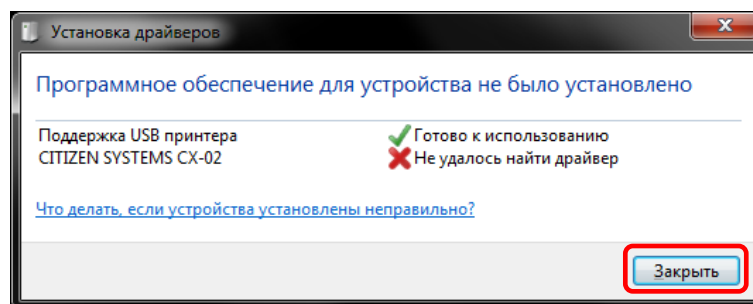 Установка драйверов
Программное обеспечение для устройства не было установлено
Поддержка USB принтера Готово к использованию
CITIZEN SYSTEMS CX-02 Не удалось найти драйвер
Что делать, если устройства установлены неправильно?
Закрыть